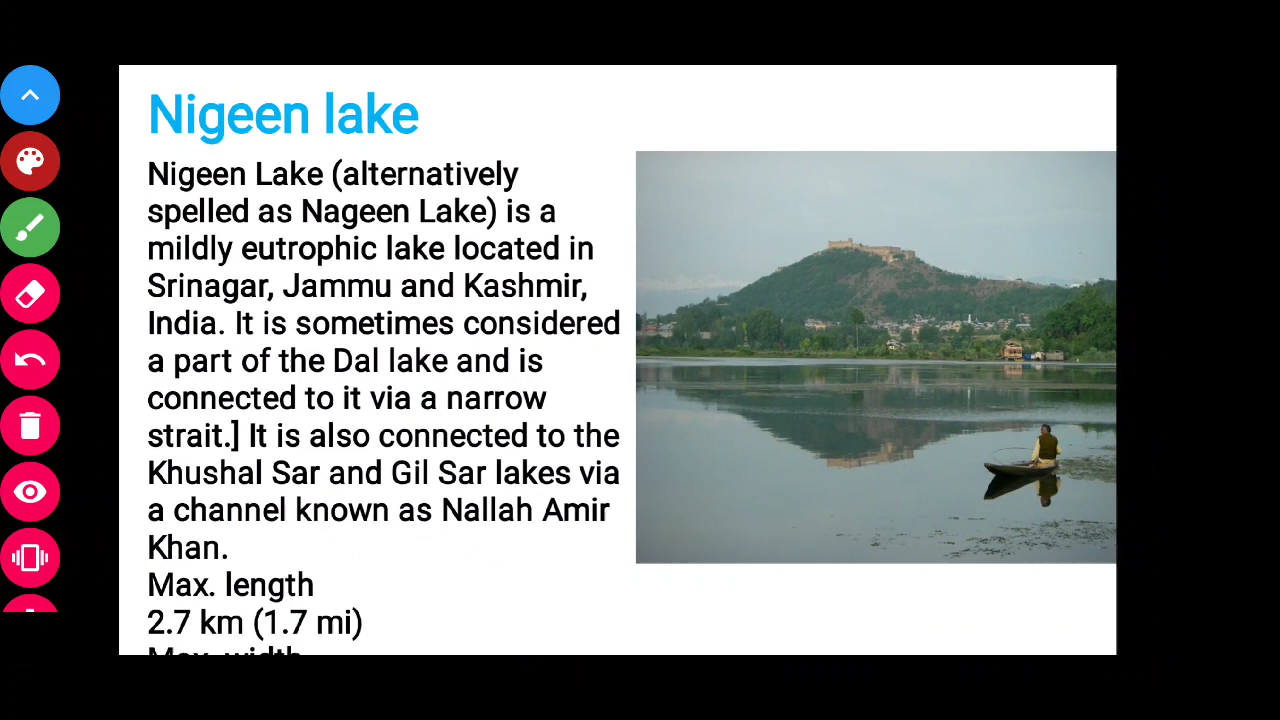 Nigeen lake
Nigeen Lake (alternatively
spelled as Nageen Lake) is a
mildly eutrophic lake located in
Srinagar, Jammu and Kashmir,
India. It is sometimes considered
a part of the Dal lake and is
connected to it via a narrow
strait.] It is also connected to the
Khushal Sar and Gil Sar lakes via
a channel known as Nallah Amir
Khan.
Max. length
2.7 km (1.7 mi)
Max. width